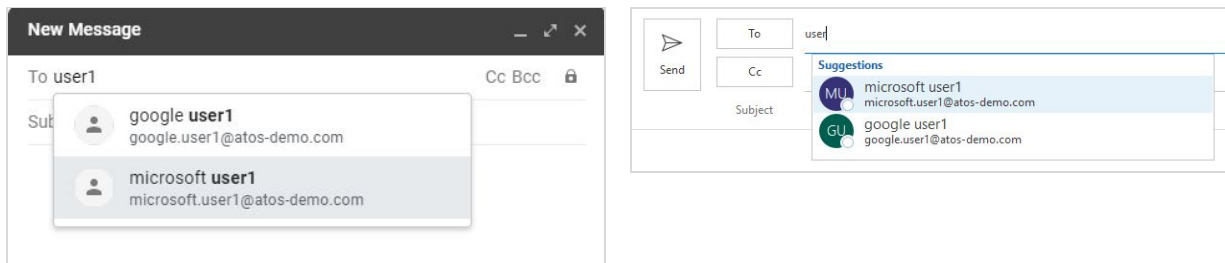 New Message
To user1 Cc Bcc
Sub
google user1
google.user1@atos-demo.com
microsoft user1
microsoft.user1@atos-demo.com
Send
To user
Cc
Subject
Suggestions
MU microsoft user1
microsoft.user1@atos-demo.com
GU google user1
google.user1@atos-demo.com